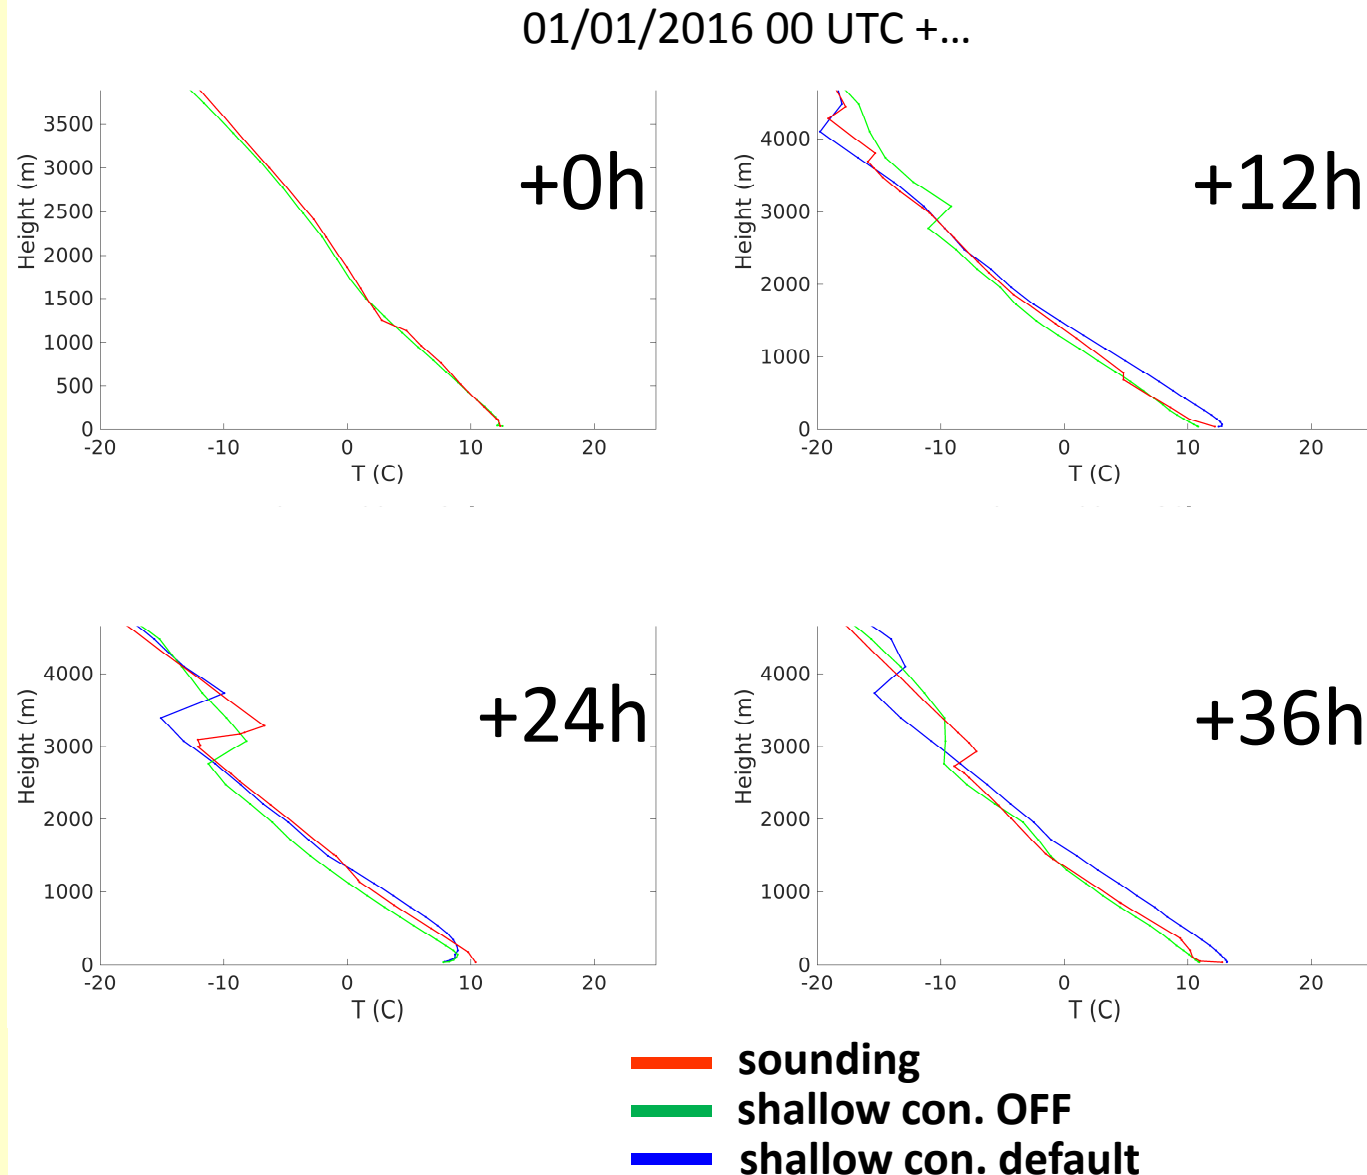 01/01/2016 00 UTC +...
3500
3000
2500
2000
1500
1000
500
0
Height (m)
-20 -10 0 10 20
T (C)
+0h
4000
3000
2000
1000
0
Height (m)
-20 -10 0 10 20
T (C)
+12h
4000
3000
2000
1000
0
Height (m)
-20 -10 0 10 20
T (C)
+24h
4000
3000
2000
1000
0
Height (m)
-20 -10 0 10 20
T (C)
+36h
sounding
shallow con. OFF
shallow con. default